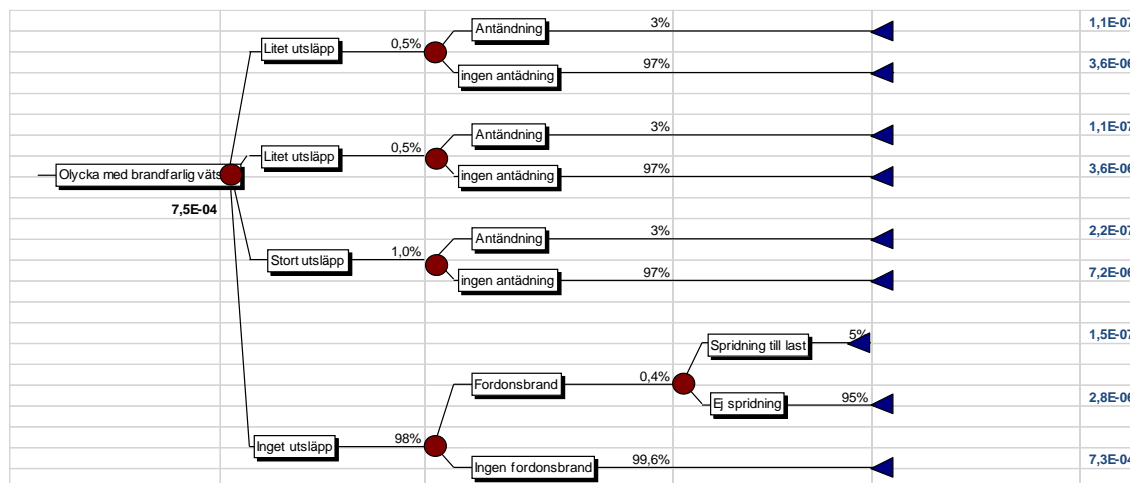 Antändning 3% 1,1E-07
Litet utsläpp 0,5%
ingen antädning 97% 3,6E-06
Antändning 3% 1,1E-07
Litet utsläpp 0,5%
Olycka med brandfarlig väts ingen antädning 97% 3,6E-06
7,5E-04
Antändning 3% 2,2E-07
Stort utsläpp 1,0%
ingen antädning 97% 7,2E-06
Spridning till last 5% 1,5E-07
Fordonsbrand 0,4%
Ej spridning 95% 2,8E-06
Inget utsläpp 98%
Ingen fordonsbrand 99,6% 7,3E-04